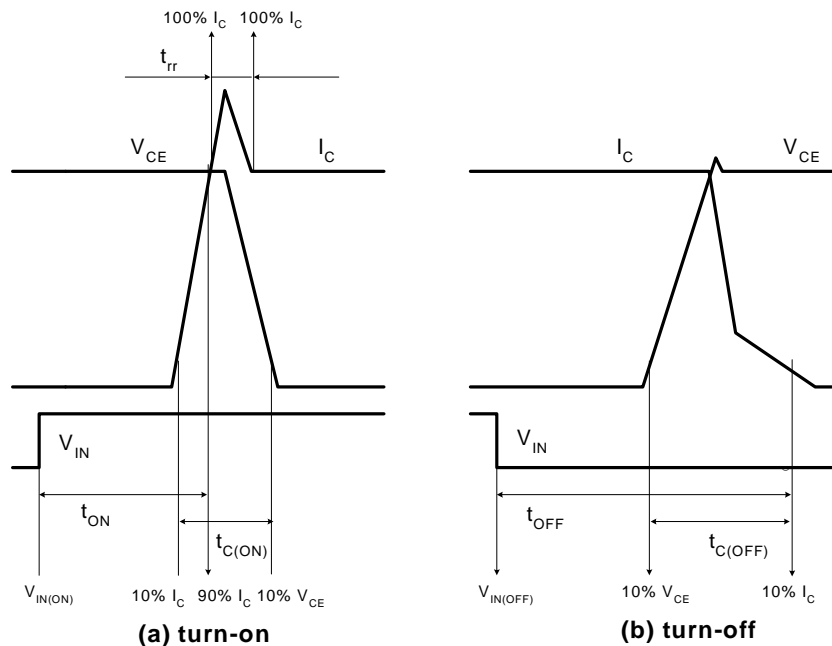 100% I_C 100% I_C
t_rr
V_CE I_C
I_C V_CE
V_IN
V_IN
t_ON
t_OFF
t_C(ON)
t_C(OFF)
V_IN(ON) 10% I_C 90% I_C 10% V_CE
V_IN(OFF) 10% V_CE 10% I_C
(a) turn-on
(b) turn-off